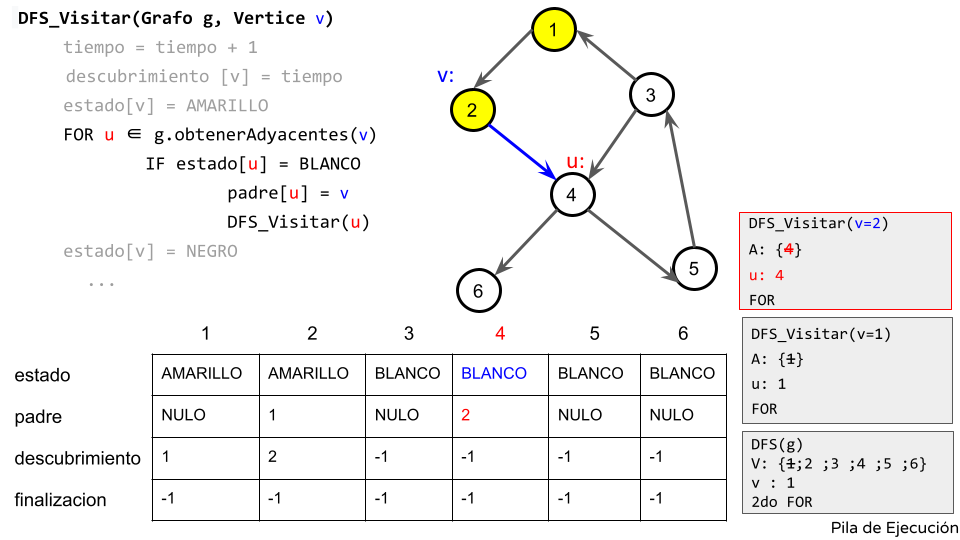 DFS_Visitar(Grafo g, Vertice v)
tiempo = tiempo + 1
descubrimiento [v] = tiempo
estado[v] = AMARILLO
FOR u ∈ g.obtenerAdyacentes(v)
IF estado[u] = BLANCO
padre[u] = v
DFS_Visitar(u)
estado[v] = NEGRO
...
1
v:
2
3
u:
4
5
6
DFS_Visitar(v=2)
A: {4}
u: 4
FOR
DFS_Visitar(v=1)
A: {1}
u: 1
FOR
DFS(g)
V: {1;2 ;3 ;4 ;5 ;6}
v : 1
2do FOR
Pila de Ejecución
1 2 3 4 5 6
estado AMARILLO AMARILLO BLANCO BLANCO BLANCO BLANCO
padre NULO 1 NULO 2 NULO NULO
descubrimiento 1 2 -1 -1 -1 -1
finalizacion -1 -1 -1 -1 -1 -1